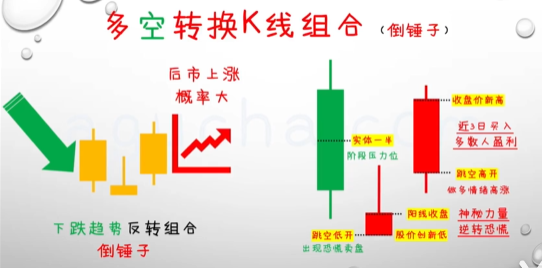 多空转换K线组合（倒锤子）
后市上涨
概率大
下跌趋势 反转组合
倒锤子
实体一半
阶段压力位
跳空低开
出现恐慌卖盘
阳线收盘
股价创新低
收盘价新高
近3日买入
多数人盈利
跳空高开
做多情绪高涨
神秘力量
逆转恐慌